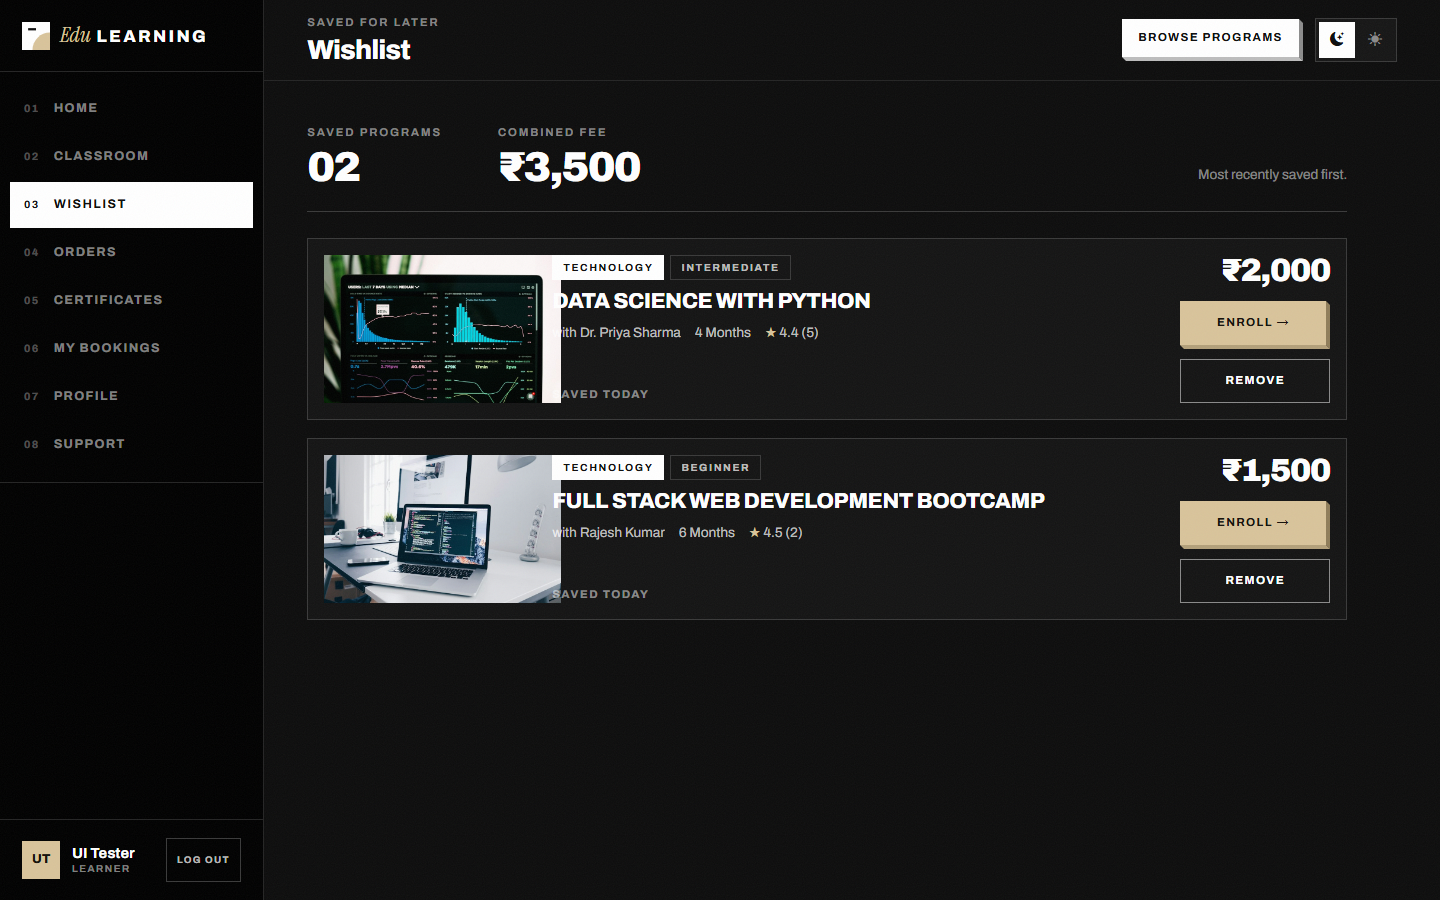 Edu LEARNING
01 HOME
02 CLASSROOM
03 WISHLIST
04 ORDERS
05 CERTIFICATES
06 MY BOOKINGS
07 PROFILE
08 SUPPORT
UT
UI Tester
LEARNER
LOG OUT
SAVED FOR LATER
Wishlist
BROWSE PROGRAMS
SAVED PROGRAMS
02
COMBINED FEE
₹3,500
Most recently saved first.
TECHNOLOGY INTERMEDIATE
DATA SCIENCE WITH PYTHON
with Dr. Priya Sharma 4 Months ★ 4.4 (5)
SAVED TODAY
₹2,000
ENROLL →
REMOVE
TECHNOLOGY BEGINNER
FULL STACK WEB DEVELOPMENT BOOTCAMP
with Rajesh Kumar 6 Months ★ 4.5 (2)
SAVED TODAY
₹1,500
ENROLL →
REMOVE